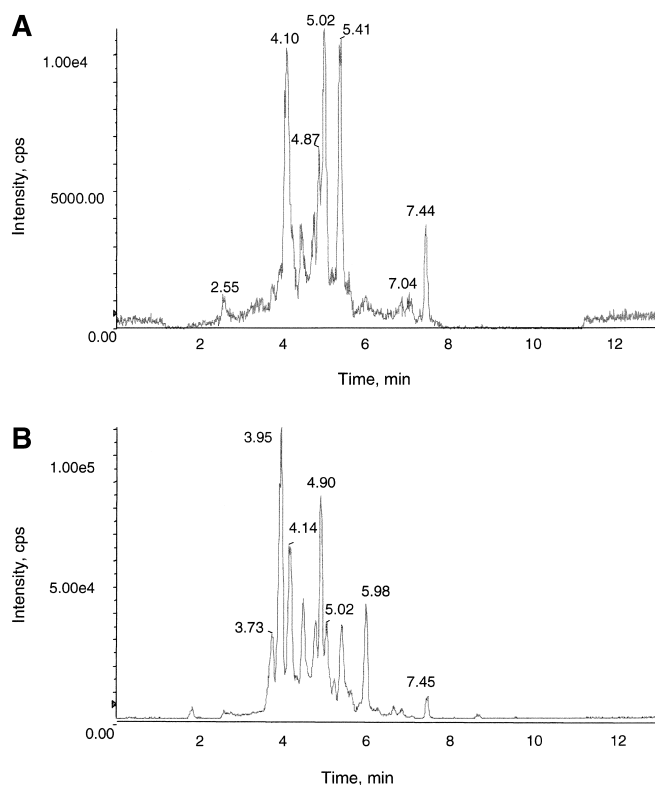 A
4.10
5.02
5.41
1.00e4
4.87
Intensity, cps
5000.00
7.44
2.55
7.04
0.00
2 4 6 8 10 12
Time, min
B
3.95
1.00e5
4.90
4.14
Intensity, cps
5.00e4
5.98
5.02
3.73
7.45
0.00
2 4 6 8 10 12
Time, min